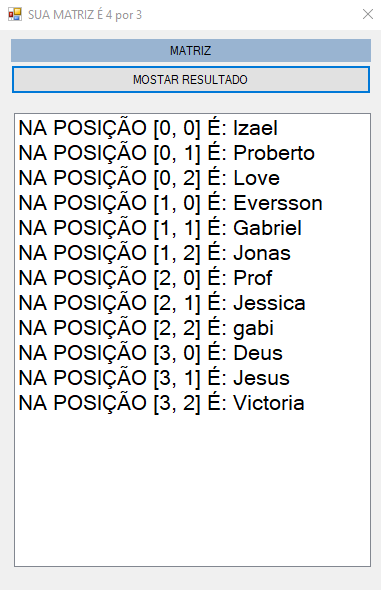 SUA MATRIZ É 4 por 3
MATRIZ
MOSTAR RESULTADO
NA POSIÇÃO [0, 0] É: Izael
NA POSIÇÃO [0, 1] É: Proberto
NA POSIÇÃO [0, 2] É: Love
NA POSIÇÃO [1, 0] É: Eversson
NA POSIÇÃO [1, 1] É: Gabriel
NA POSIÇÃO [1, 2] É: Jonas
NA POSIÇÃO [2, 0] É: Prof
NA POSIÇÃO [2, 1] É: Jessica
NA POSIÇÃO [2, 2] É: gabi
NA POSIÇÃO [3, 0] É: Deus
NA POSIÇÃO [3, 1] É: Jesus
NA POSIÇÃO [3, 2] É: Victoria